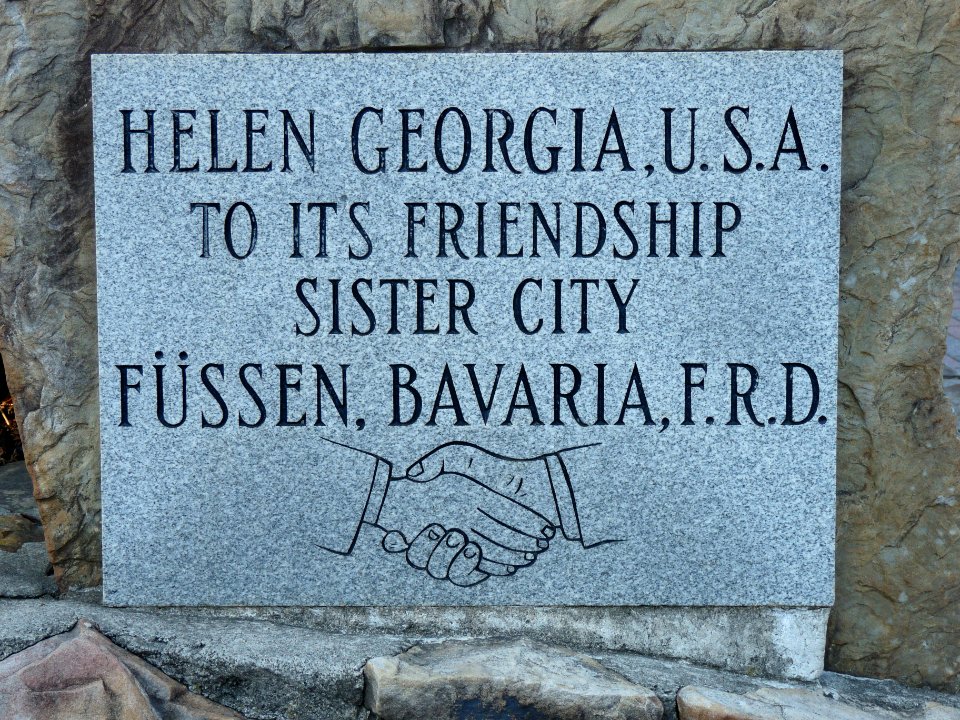 HELEN GEORGIA, U.S.A.
TO ITS FRIENDSHIP
SISTER CITY
FÜSSEN, BAVARIA, F.R.D.